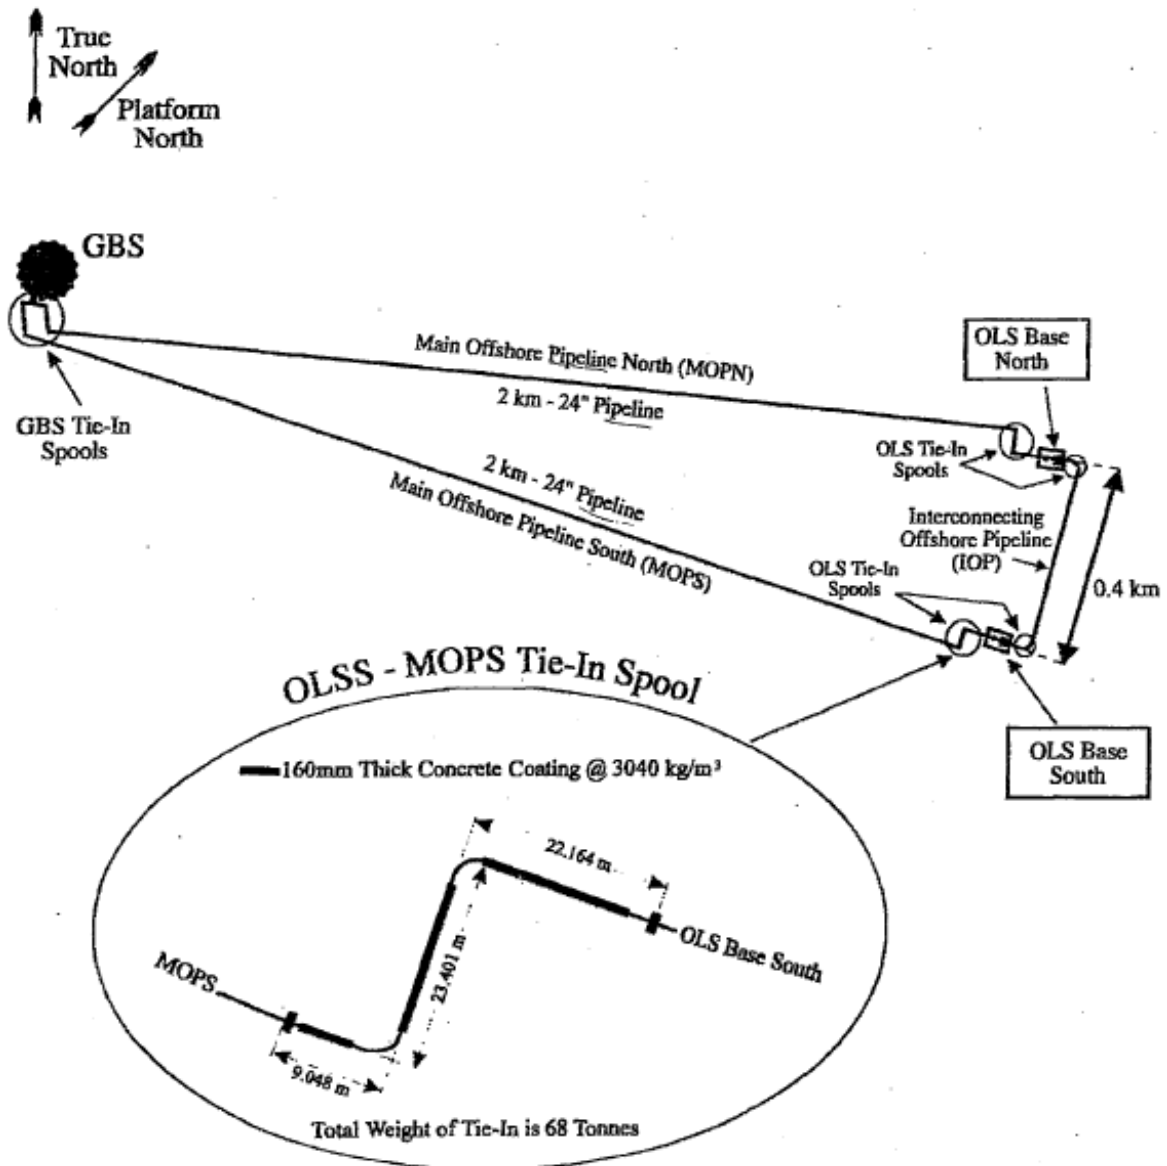 True
North
Platform
North
GBS
Main Offshore Pipeline North (MOPN)
2 km - 24" Pipeline
OLS Base
North
GBS Tie-In
Spools
OLS Tie-In
Spools
2 km - 24" Pipeline
Main Offshore Pipeline South (MOPS)
Interconnecting
Offshore Pipeline
(IOP)
0.4 km
OLS Tie-In
Spools
OLSS - MOPS Tie-In Spool
OLS Base
South
160mm Thick Concrete Coating @ 3040 kg/m³
22.164 m
23.401 m
OLS Base South
MOPS
9.048 m
Total Weight of Tie-In is 68 Tonnes